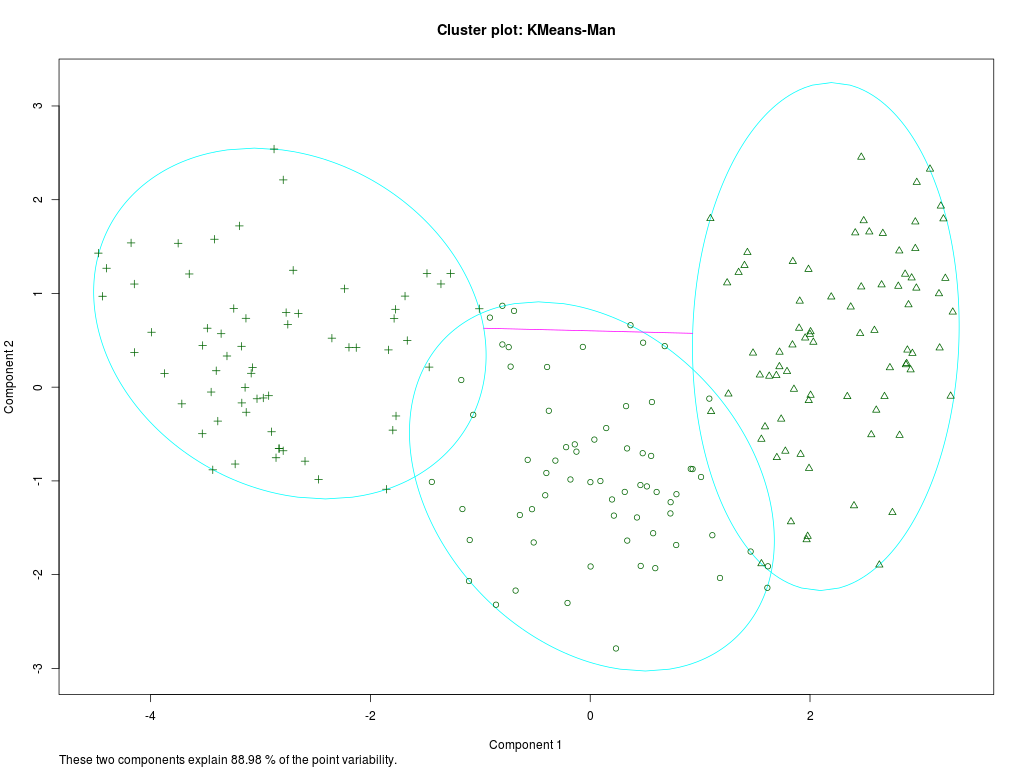 Cluster plot: KMeans-Man
3
2
1
0
-1
-2
-3
Component 2
-4
-2
0
2
Component 1
These two components explain 88.98 % of the point variability.